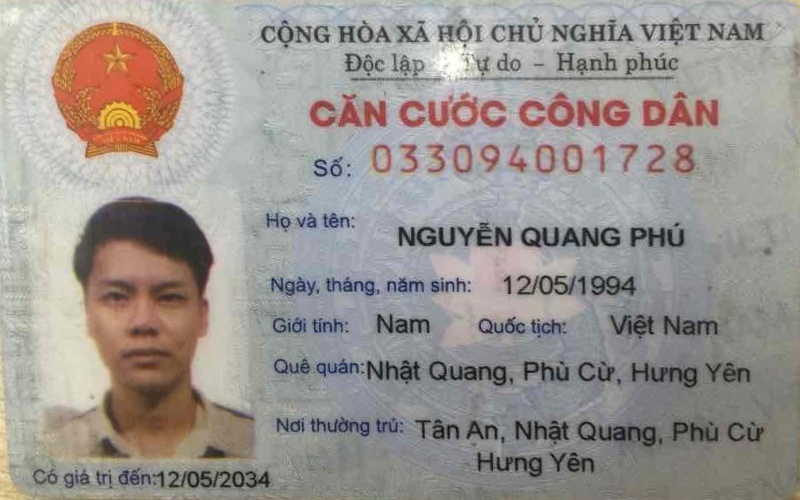 CỘNG HÒA XÃ HỘI CHỦ NGHĨA VIỆT NAM
Độc lập - Tự do - Hạnh phúc
CĂN CƯỚC CÔNG DÂN
Số: 033094001728
Họ và tên: NGUYỄN QUANG PHÚ
Ngày, tháng, năm sinh: 12/05/1994
Giới tính: Nam Quốc tịch: Việt Nam
Quê quán: Nhật Quang, Phù Cừ, Hưng Yên
Nơi thường trú: Tân An, Nhật Quang, Phù Cừ
Hưng Yên
Có giá trị đến: 12/05/2034